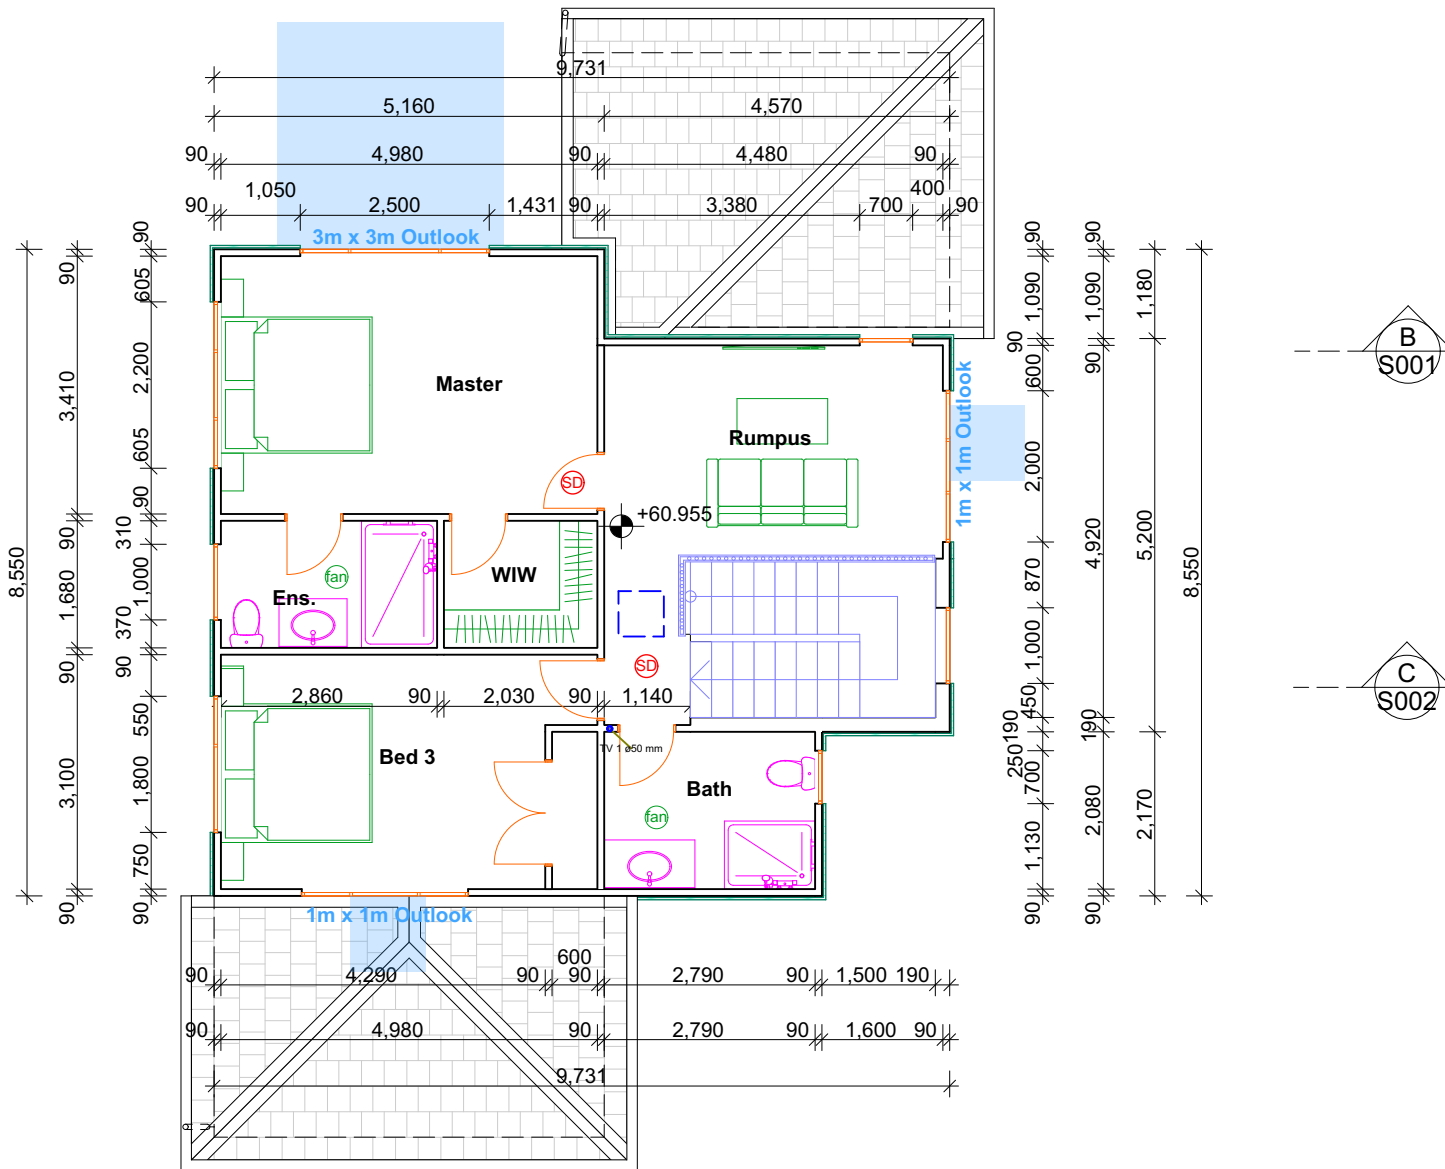 9,731
5,160 4,570
90 4,980 90 4,480 90
1,050 400
90 2,500 1,431 90 3,380 700 90
3m x 3m Outlook
90 90 90 90
605 1,090 1,090 1,180
B
S001
90 90
2,200 600
3,410
Master
Rumpus
1m x 1m Outlook
605 2,000
SD
90
+60.955
90 310
4,920 5,200
8,550 8,550
WIW
fan
Ens.
1,680 1,000 870
370
90 90
SD
1,000
C
S002
2,860 90 2,030 90 1,140
550 450
190 190
TV 1 ø50 mm
Bed 3
Bath
250
3,100 1,800 700
2,080 2,170
fan
750 1,130
90 90 90 90
1m x 1m Outlook
600
90 4,290 90 90 2,790 90 1,500 190
90 4,980 90 2,790 90 1,600 90
9,731